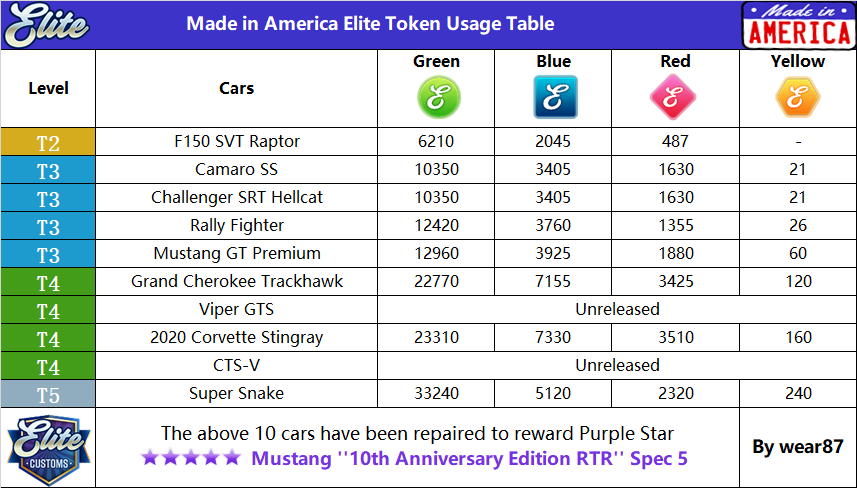 Elite
Made in America Elite Token Usage Table
Made in
AMERICA
Level Cars Green Blue Red Yellow
E E E E
T2 F150 SVT Raptor 6210 2045 487 -
T3 Camaro SS 10350 3405 1630 21
T3 Challenger SRT Hellcat 10350 3405 1630 21
T3 Rally Fighter 12420 3760 1355 26
T3 Mustang GT Premium 12960 3925 1880 60
T4 Grand Cherokee Trackhawk 22770 7155 3425 120
T4 Viper GTS Unreleased
T4 2020 Corvette Stingray 23310 7330 3510 160
T4 CTS-V Unreleased
T5 Super Snake 33240 5120 2320 240
Elite
CUSTOMS
The above 10 cars have been repaired to reward Purple Star
Mustang ''10th Anniversary Edition RTR'' Spec 5
By wear87